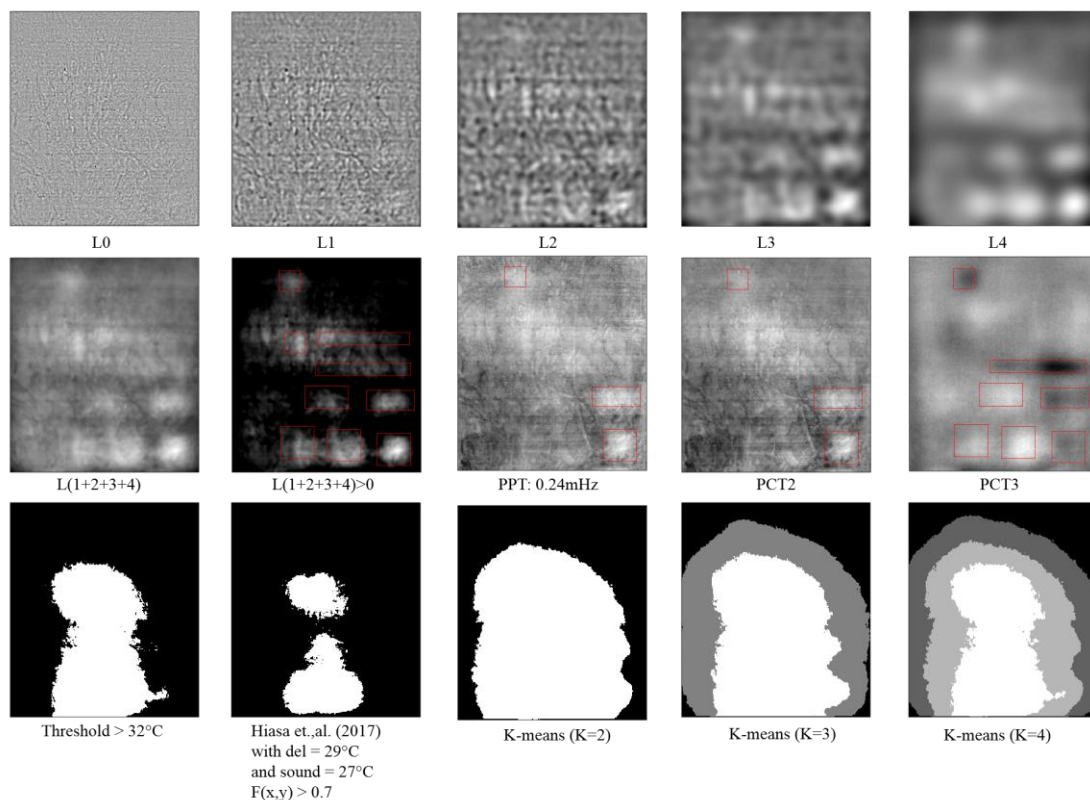 L0
L1
L2
L3
L4
L(1+2+3+4)
L(1+2+3+4)>0
PPT: 0.24mHz
PCT2
PCT3
Threshold > 32°C
Hiasa et.,al. (2017)
with del = 29°C
and sound = 27°C
F(x,y) > 0.7
K-means (K=2)
K-means (K=3)
K-means (K=4)